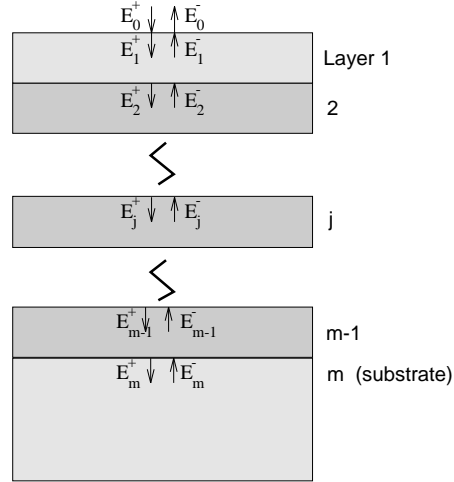 E₀⁺ E₀⁻
E₁⁺ E₁⁻ Layer 1
E₂⁺ E₂⁻ 2
Eⱼ⁺ Eⱼ⁻ j
Eₘ₋₁⁺ Eₘ₋₁⁻ m-1
Eₘ⁺ Eₘ⁻ m (substrate)